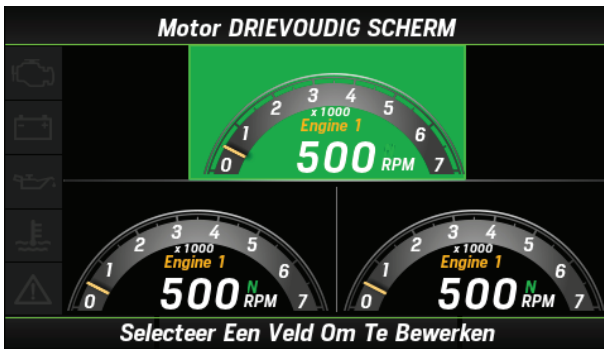 Motor DRIEVOUDIG SCHERM
0 1 2 3 4 5 6 7
x 1000
Engine 1
N
500 RPM
0 1 2 3 4 5 6 7
x 1000
Engine 1
N
500 RPM
0 1 2 3 4 5 6 7
x 1000
Engine 1
N
500 RPM
Selecteer Een Veld Om Te Bewerken